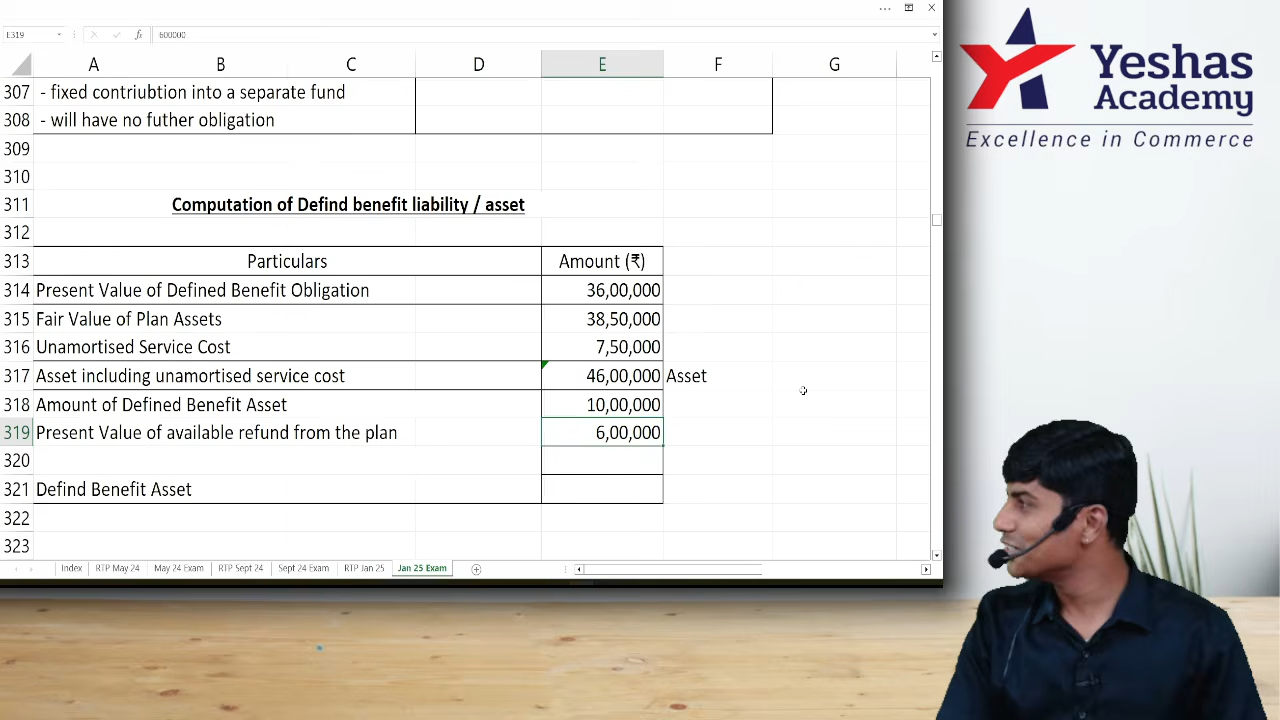 E319
fx
600000
A B C D E F G
307 - fixed contriubtion into a separate fund
308 - will have no futher obligation
309
310
311 Computation of Defind benefit liability / asset
312
313 Particulars Amount (₹)
314 Present Value of Defined Benefit Obligation 36,00,000
315 Fair Value of Plan Assets 38,50,000
316 Unamortised Service Cost 7,50,000
317 Asset including unamortised service cost 46,00,000 Asset
318 Amount of Defined Benefit Asset 10,00,000
319 Present Value of available refund from the plan 6,00,000
320
321 Defind Benefit Asset
322
323
Index RTP May 24 May 24 Exam RTP Sept 24 Sept 24 Exam RTP Jan 25 Jan 25 Exam
Yeshas
Academy
Excellence in Commerce